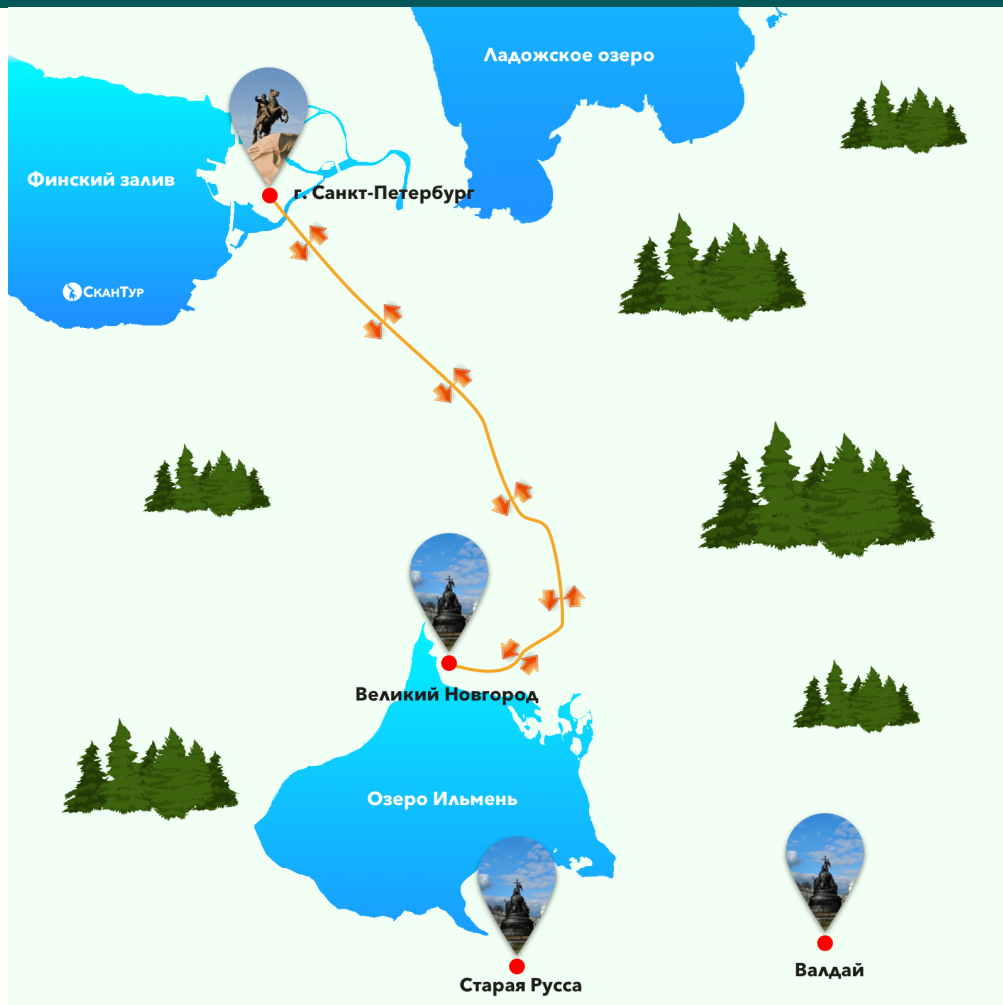 Ладожское озеро
Финский залив
г. Санкт-Петербург
СканТур
Великий Новгород
Озеро Ильмень
Валдай
Старая Русса